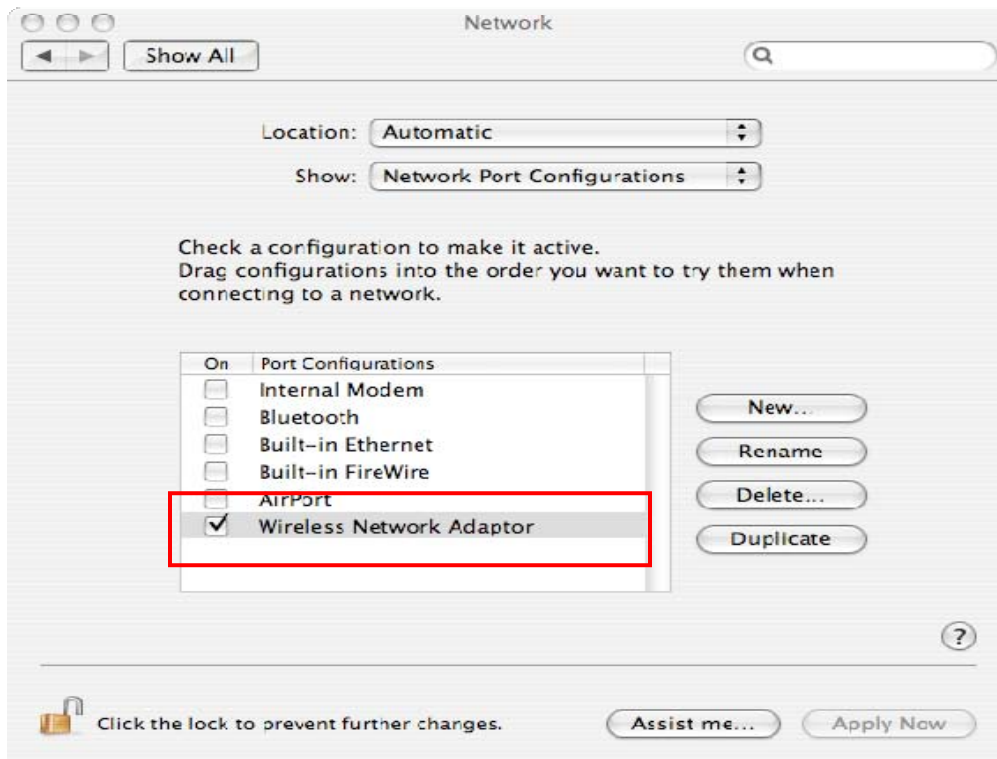 Network
Show All
Location: Automatic
Show: Network Port Configurations
Check a configuration to make it active.
Drag configurations into the order you want to try them when
connecting to a network.
On Port Configurations
Internal Modem
Bluetooth
Built-in Ethernet
Built-in FireWire
AirPort
Wireless Network Adaptor
New...
Rename
Delete...
Duplicate
?
Click the lock to prevent further changes.
Assist me...
Apply Now